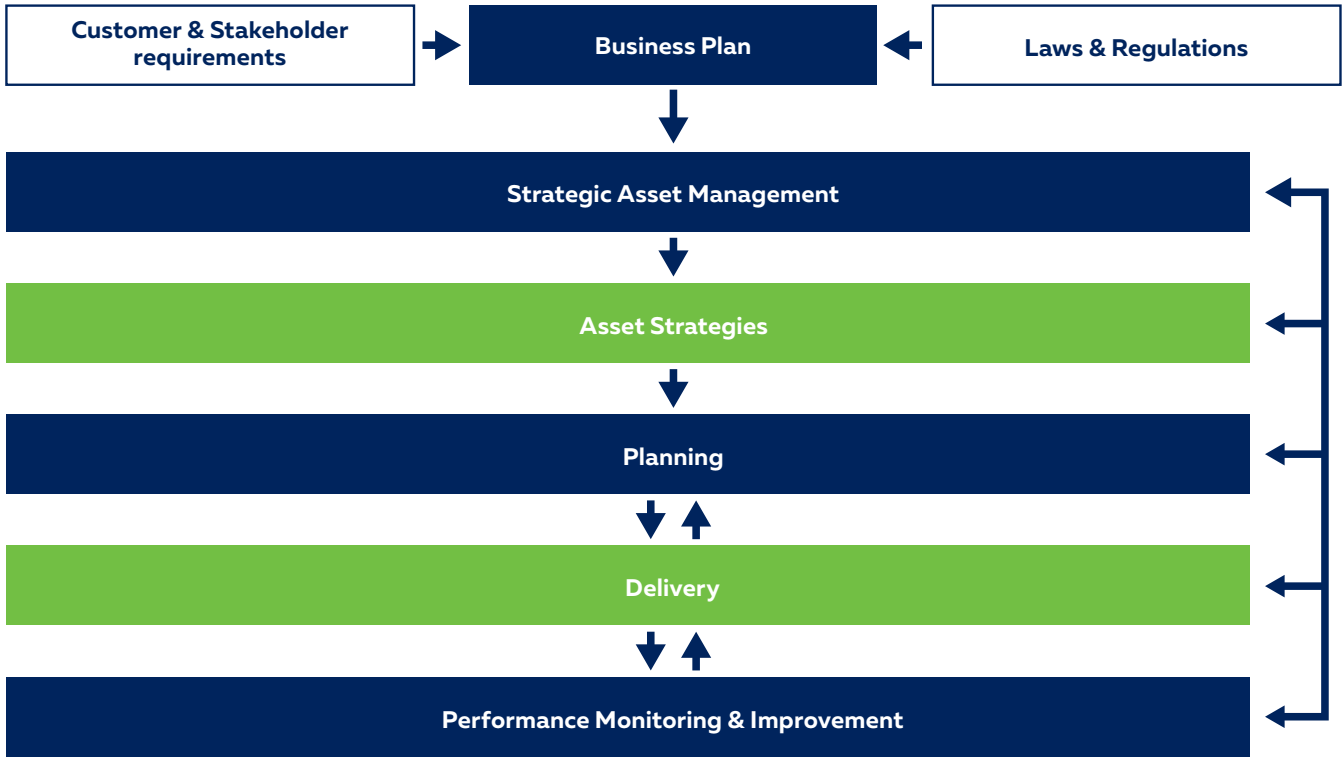 Customer & Stakeholder
requirements
Business Plan
Laws & Regulations
Strategic Asset Management
Asset Strategies
Planning
Delivery
Performance Monitoring & Improvement